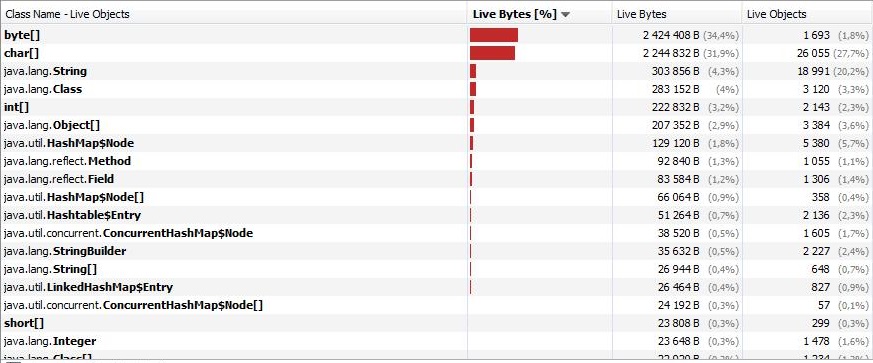 Class Name - Live Objects Live Bytes [%] Live Bytes Live Objects
byte[] 2 424 408 B (34,4%) 1 693 (1,8%)
char[] 2 244 832 B (31,9%) 26 055 (27,7%)
java.lang.String 303 856 B (4,3%) 18 991 (20,2%)
java.lang.Class 283 152 B (4%) 3 120 (3,3%)
int[] 222 832 B (3,2%) 2 143 (2,3%)
java.lang.Object[] 207 352 B (2,9%) 3 384 (3,6%)
java.util.HashMap$Node 129 120 B (1,8%) 5 380 (5,7%)
java.lang.reflect.Method 92 840 B (1,3%) 1 055 (1,1%)
java.lang.reflect.Field 83 584 B (1,2%) 1 306 (1,4%)
java.util.HashMap$Node[] 66 064 B (0,9%) 358 (0,4%)
java.util.Hashtable$Entry 51 264 B (0,7%) 2 136 (2,3%)
java.util.concurrent.ConcurrentHashMap$Node 38 520 B (0,5%) 1 605 (1,7%)
java.lang.StringBuilder 35 632 B (0,5%) 2 227 (2,4%)
java.lang.String[] 26 944 B (0,4%) 648 (0,7%)
java.util.LinkedHashMap$Entry 26 464 B (0,4%) 827 (0,9%)
java.util.concurrent.ConcurrentHashMap$Node[] 24 192 B (0,3%) 57 (0,1%)
short[] 23 808 B (0,3%) 299 (0,3%)
java.lang.Integer 23 648 B (0,3%) 1 478 (1,6%)
java.lang.Class[]